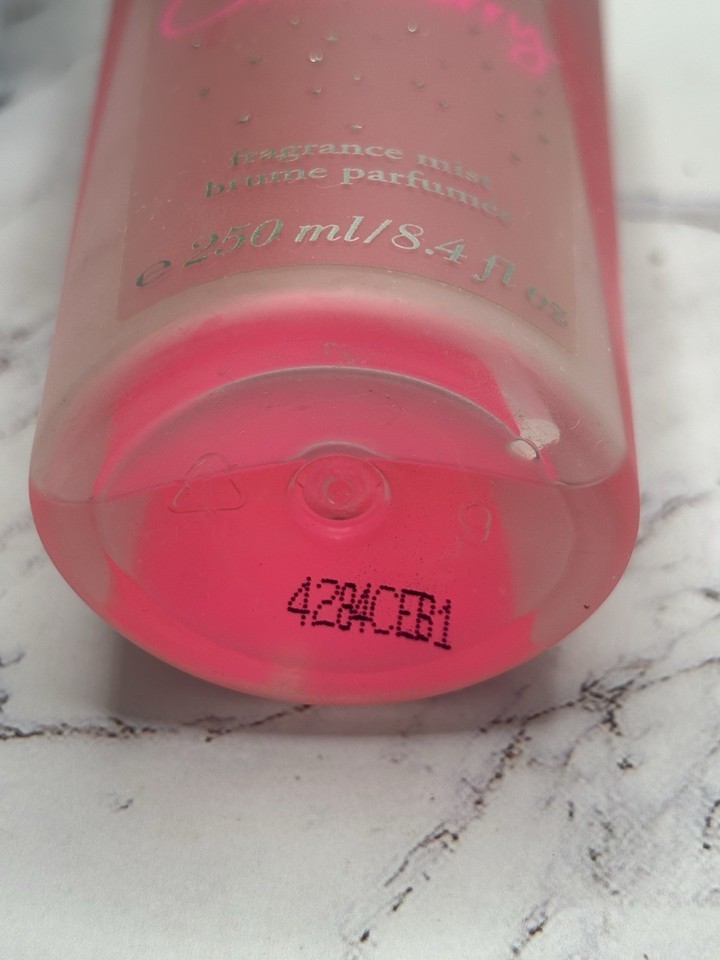 fragrance mist
brume parfumée
e 250 ml/8.4 fl oz
4284CEB1